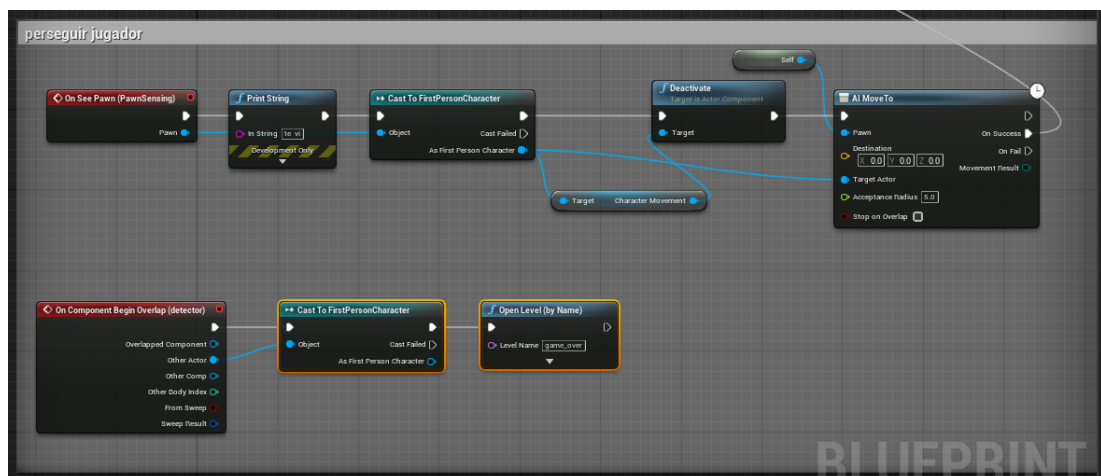 perseguir jugador
Self
On See Pawn (PawnSensing)
Pawn
Print String
In String te vi
Development Only
Cast To FirstPersonCharacter
Object
Cast Failed
As First Person Character
Deactivate
Target is Actor Component
Target
Target Character Movement
AI MoveTo
Pawn
On Success
Destination
X 0.0 Y 0.0 Z 0.0
On Fail
Movement Result
Target Actor
Acceptance Radius 5.0
Stop on Overlap
On Component Begin Overlap (detector)
Overlapped Component
Other Actor
Other Comp
Other Body Index
From Sweep
Sweep Result
Cast To FirstPersonCharacter
Object
Cast Failed
As First Person Character
Open Level (by Name)
Level Name game_over
BLUEPRINT